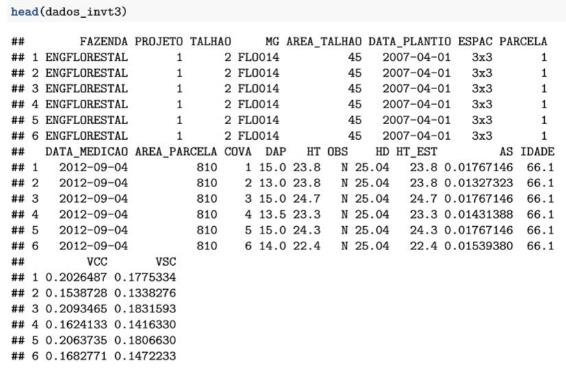 head(dados_invt3)
## FAZENDA PROJETO TALHAO MG AREA_TALHAO DATA_PLANTIO ESPAC PARCELA
## 1 ENGFLORESTAL 1 2 FLO014 45 2007-04-01 3x3 1
## 2 ENGFLORESTAL 1 2 FLO014 45 2007-04-01 3x3 1
## 3 ENGFLORESTAL 1 2 FLO014 45 2007-04-01 3x3 1
## 4 ENGFLORESTAL 1 2 FLO014 45 2007-04-01 3x3 1
## 5 ENGFLORESTAL 1 2 FLO014 45 2007-04-01 3x3 1
## 6 ENGFLORESTAL 1 2 FLO014 45 2007-04-01 3x3 1
## DATA_MEDICAO AREA_PARCELA COVA DAP HT OBS HD HT_EST AS IDADE
## 1 2012-09-04 810 1 15.0 23.8 N 25.04 23.8 0.01767146 66.1
## 2 2012-09-04 810 2 13.0 23.8 N 25.04 23.8 0.01327323 66.1
## 3 2012-09-04 810 3 15.0 24.7 N 25.04 24.7 0.01767146 66.1
## 4 2012-09-04 810 4 13.5 23.3 N 25.04 23.3 0.01431388 66.1
## 5 2012-09-04 810 5 15.0 24.3 N 25.04 24.3 0.01767146 66.1
## 6 2012-09-04 810 6 14.0 22.4 N 25.04 22.4 0.01539380 66.1
## VCC VSC
## 1 0.2026487 0.1775334
## 2 0.1538728 0.1338276
## 3 0.2093465 0.1831593
## 4 0.1624133 0.1416330
## 5 0.2063735 0.1806630
## 6 0.1682771 0.1472233